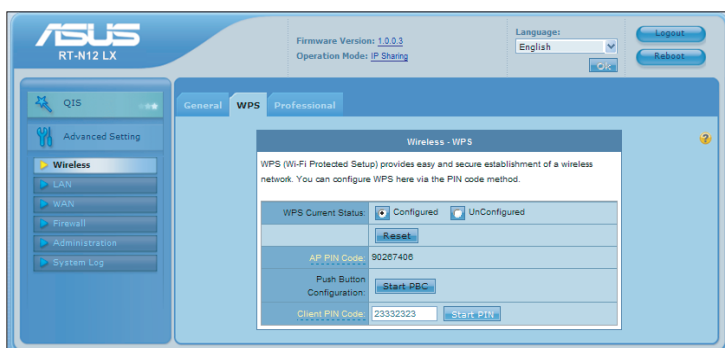 ASUS
RT-N12 LX
Firmware Version: 1.0.0.3
Operation Mode: IP Sharing
Language:
English
Ok
Logout
Reboot
QIS
Advanced Setting
Wireless
LAN
WAN
Firewall
Administration
System Log
General WPS Professional
Wireless - WPS
WPS (Wi-Fi Protected Setup) provides easy and secure establishment of a wireless
network. You can configure WPS here via the PIN code method.
WPS Current Status: Configured UnConfigured
Reset
AP PIN Code: 90267406
Push Button
Configuration: Start PBC
Client PIN Code: 23332323 Start PIN
?